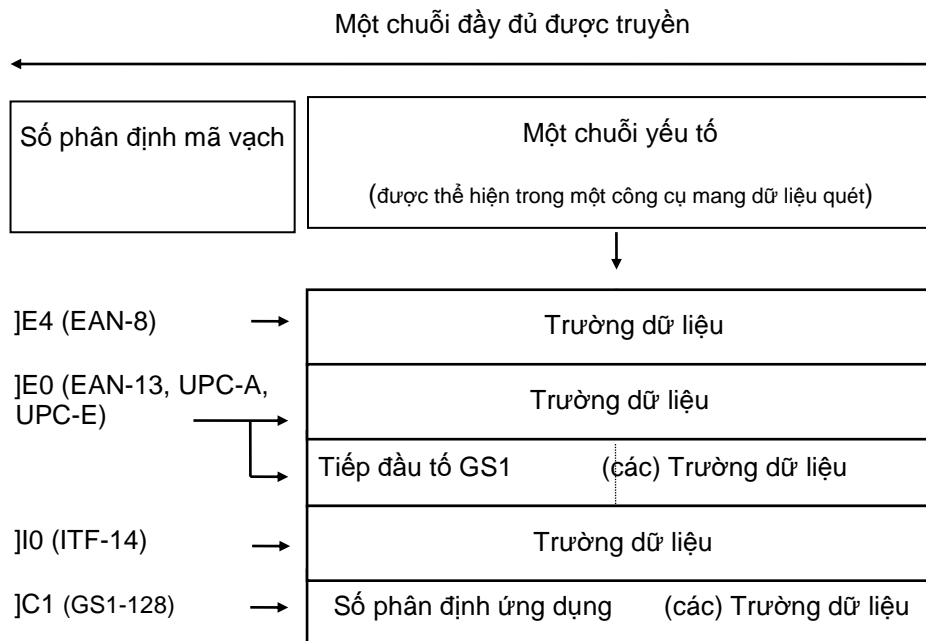 Một chuỗi đầy đủ được truyền
Số phân định mã vạch
Một chuỗi yếu tố
(được thể hiện trong một công cụ mang dữ liệu quét)
]E4 (EAN-8)
Trường dữ liệu
]E0 (EAN-13, UPC-A,
UPC-E)
Trường dữ liệu
Tiếp đầu tố GS1 (các) Trường dữ liệu
]I0 (ITF-14)
Trường dữ liệu
]C1 (GS1-128)
Số phân định ứng dụng (các) Trường dữ liệu